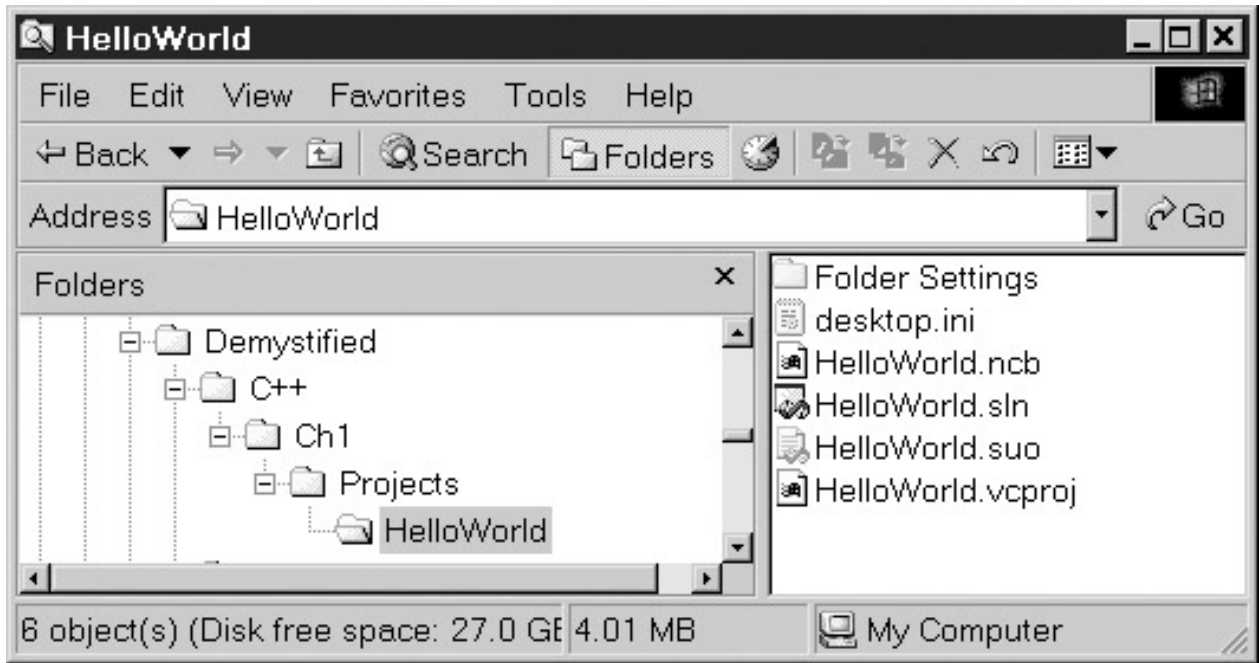 HelloWorld
File Edit View Favorites Tools Help
Back Search Folders
Address HelloWorld Go
Folders
Demystified
C++
Ch1
Projects
HelloWorld
Folder Settings
desktop.ini
HelloWorld.ncb
HelloWorld.sln
HelloWorld.suo
HelloWorld.vcproj
6 object(s) (Disk free space: 27.0 GB 4.01 MB My Computer